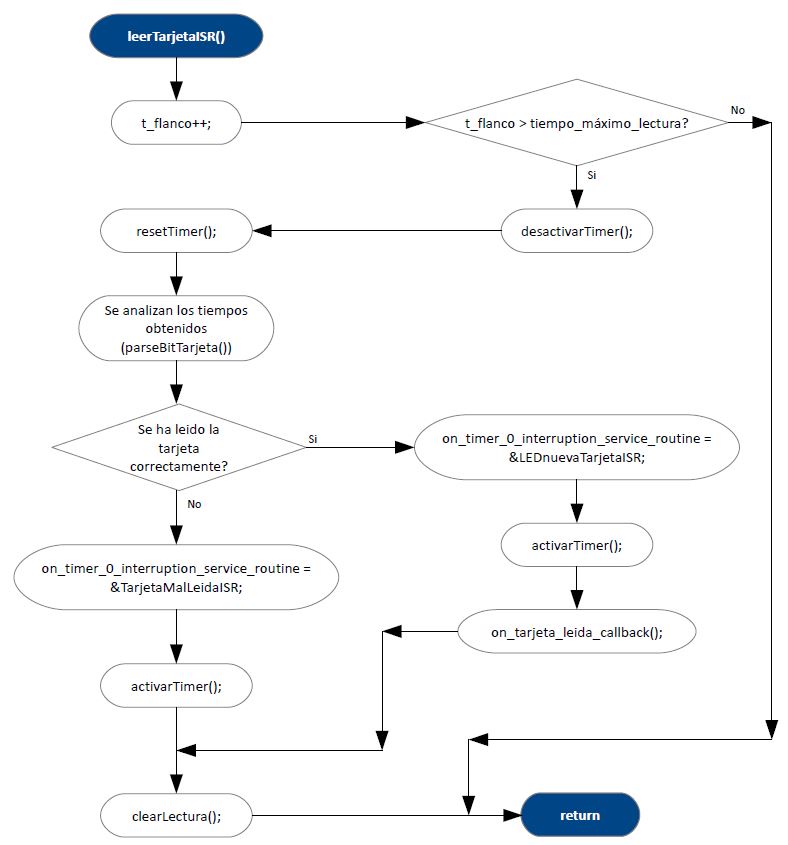 leerTarjetaISR()
t_flanco++;
t_flanco > tiempo_máximo_lectura?
No
Si
resetTimer();
desactivarTimer();
Se analizan los tiempos
obtenidos
(parseBitTarjeta())
Se ha leido la
tarjeta
correctamente?
Si
on_timer_0_interruption_service_routine =
&LEDnuevaTarjetaISR;
No
activarTimer();
on_timer_0_interruption_service_routine =
&TarjetaMalLeidaISR;
on_tarjeta_leida_callback();
activarTimer();
clearLectura();
return